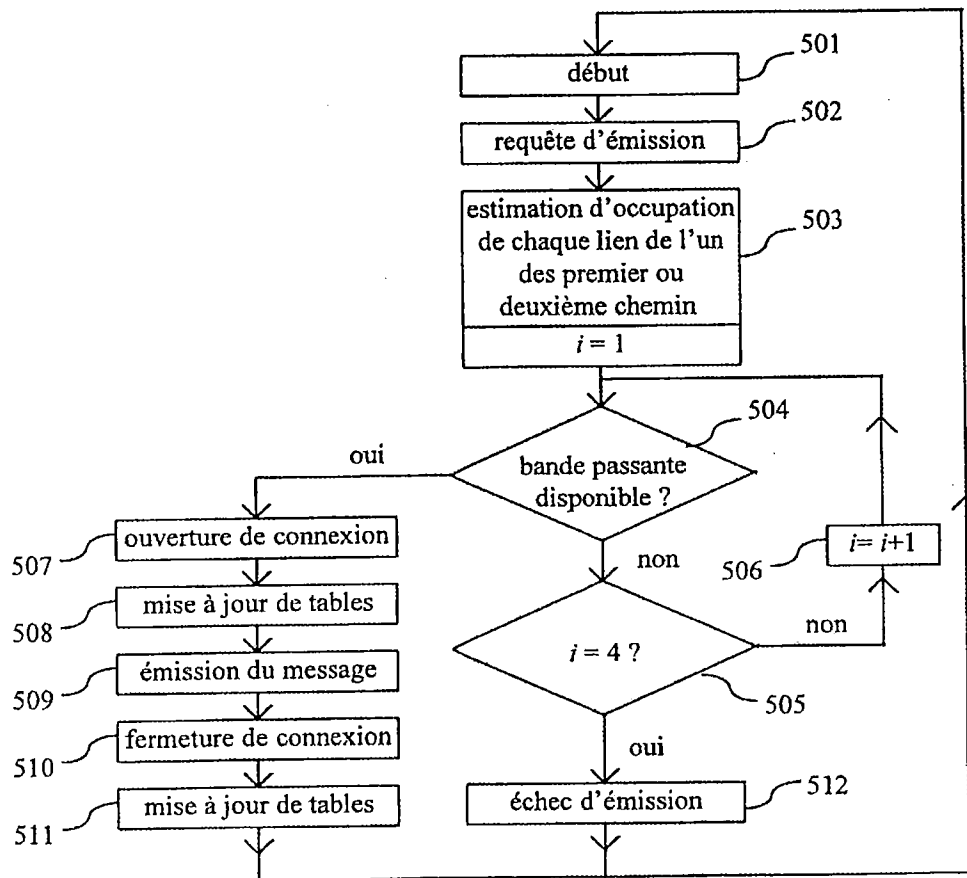 début
501
requête d'émission
502
estimation d'occupation
de chaque lien de l'un
des premier ou
deuxième chemin
503
i = 1
bande passante
disponible ?
504
oui
non
ouverture de connexion
507
i= i+1
506
mise à jour de tables
508
i = 4 ?
non
505
émission du message
509
oui
fermeture de connexion
510
échec d'émission
512
mise à jour de tables
511